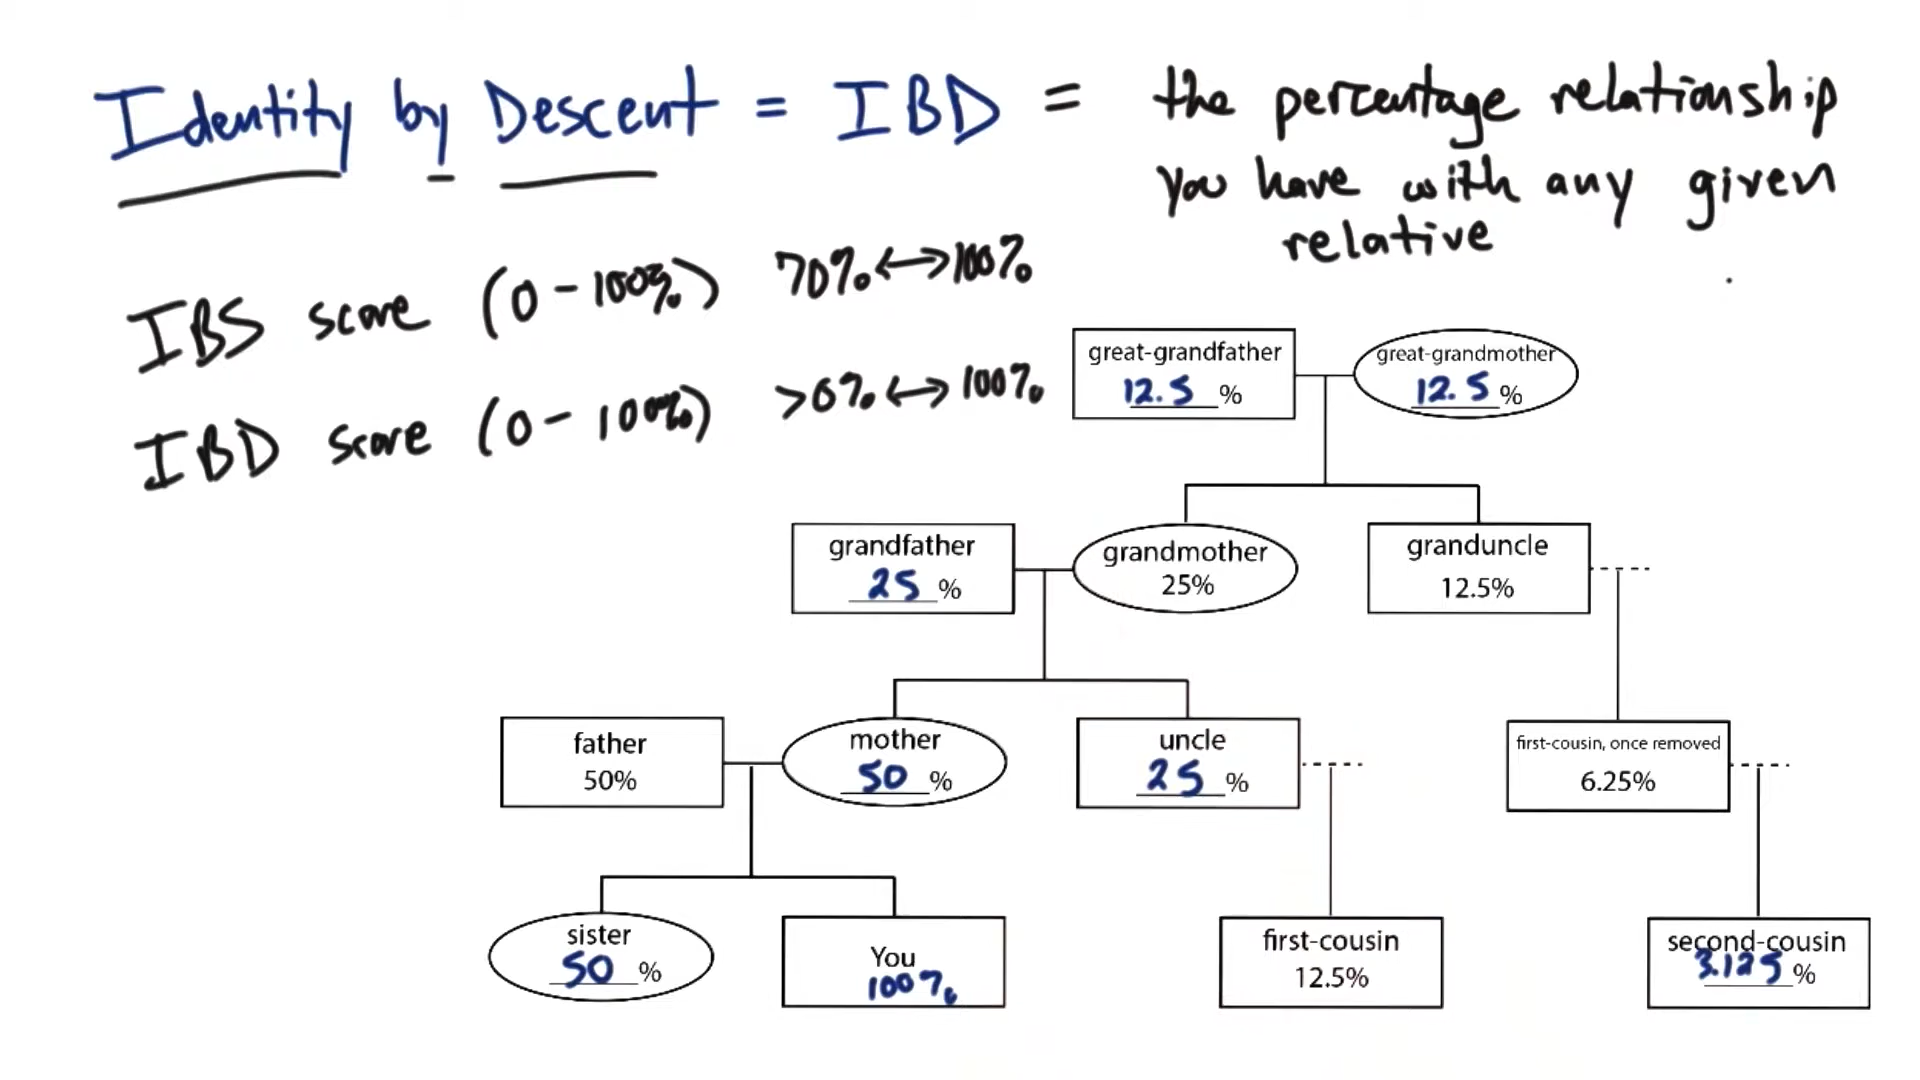 Identity by Descent = IBD = the percentage relationship
you have with any given
relative
IBS score (0-100%) 70%↔100%
IBD score (0-100%) >0%↔100%
great-grandfather
12.5 %
great-grandmother
12.5 %
grandfather
25 %
grandmother
25%
granduncle
12.5%
father
50%
mother
50 %
uncle
25 %
first-cousin, once removed
6.25%
sister
50 %
You
100%
first-cousin
12.5%
second-cousin
3.125 %